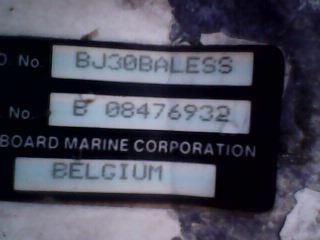 O. No. BJ30BALESS
. No. B 08476932
BOARD MARINE CORPORATION
BELGIUM